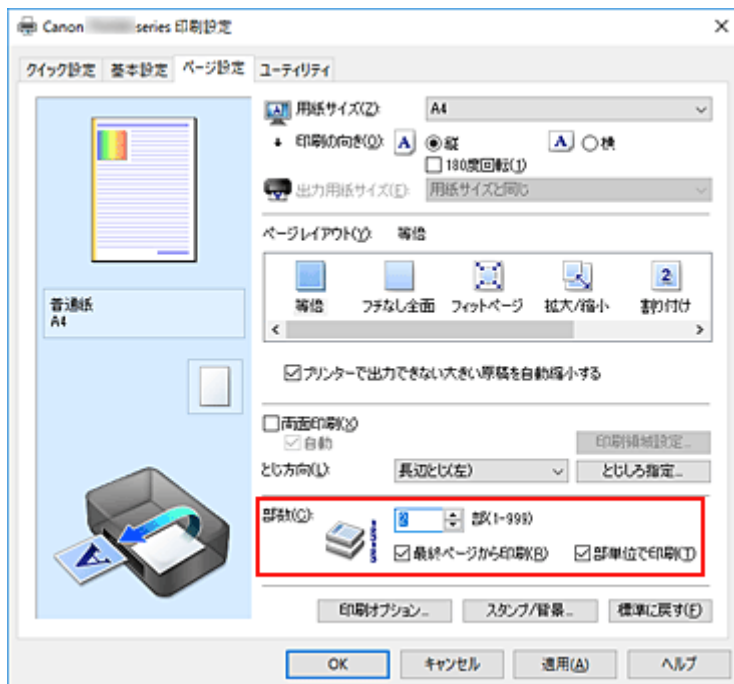 Canon series 印刷設定
クイック設定 基本設定 ページ設定 ユーティリティ
用紙サイズ(Z): A4
印刷の向き(O): A 縦 A 横
180度回転(1)
出力用紙サイズ(E): 用紙サイズと同じ
ページレイアウト(Y): 等倍
等倍 フチなし全面 フィットページ 拡大/縮小 割り付け
普通紙
A4
プリンターで出力できない大きい原稿を自動縮小する
両面印刷(X)
自動
印刷領域設定...
とじ方向(L): 長辺とじ(左) とじしろ指定...
部数(C): 2 部(1-999)
最終ページから印刷(R) 部単位で印刷(T)
印刷オプション... スタンプ/背景... 標準に戻す(F)
OK キャンセル 適用(A) ヘルプ